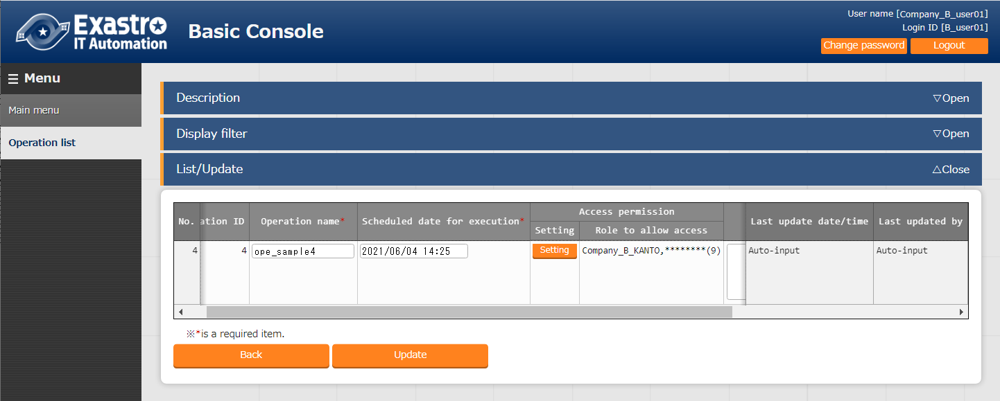 Exastro
IT Automation
Basic Console
User name [Company_B_user01]
Login ID [B_user01]
Change password
Logout
Menu
Main menu
Operation list
Description
▽Open
Display filter
▽Open
List/Update
△Close
No.
ation ID
Operation name*
Scheduled date for execution*
Access permission
Setting
Role to allow access
Last update date/time
Last updated by
4
4
ope_sample4
2021/06/04 14:25
Setting
Company_B_KANTO,********(9)
Auto-input
Auto-input
※*is a required item.
Back
Update